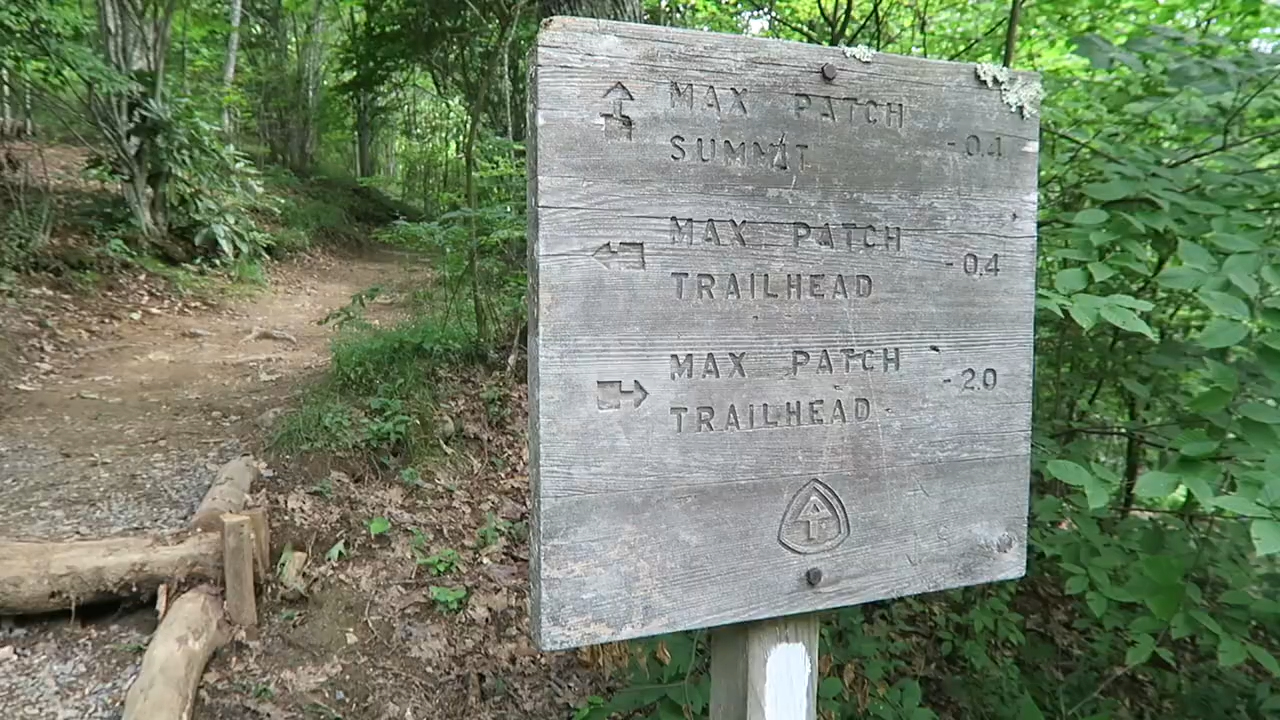 MAX PATCH
SUMMIT - 0.4
MAX PATCH
TRAILHEAD - 0.4
MAX PATCH
TRAILHEAD - 2.0